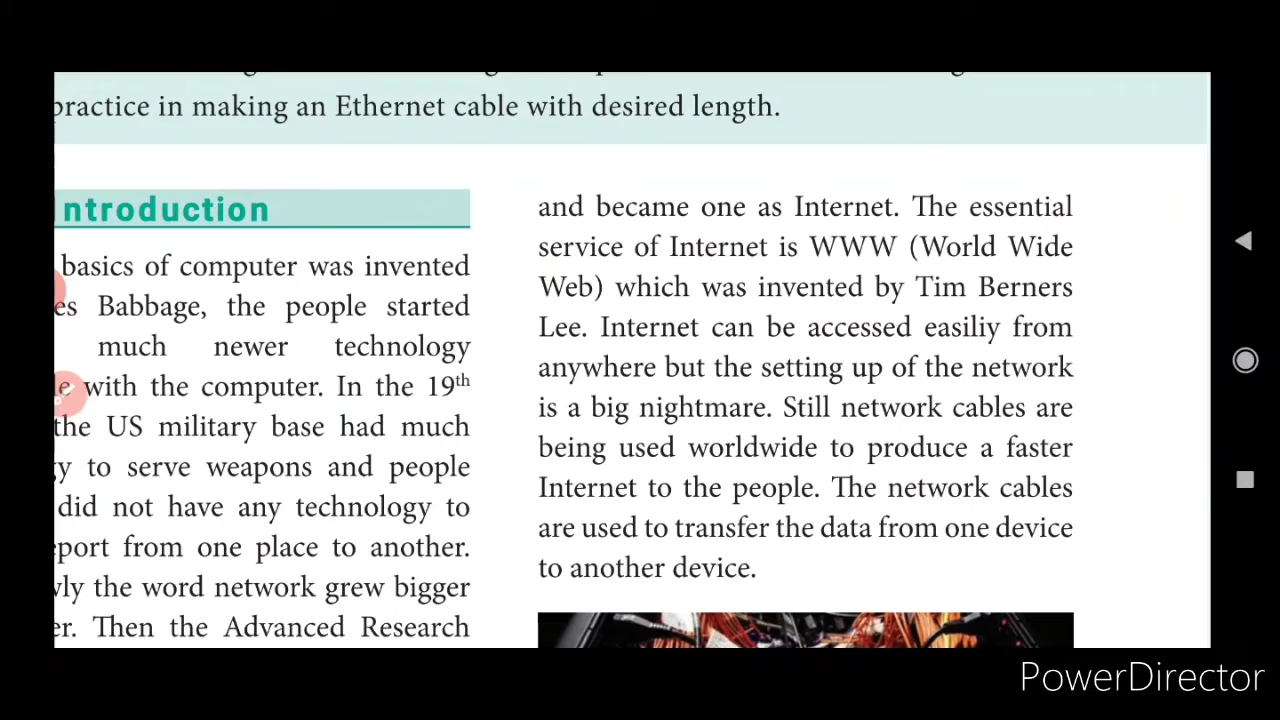 practice in making an Ethernet cable with desired length.
ntroduction
basics of computer was invented
es Babbage, the people started
much newer technology
e with the computer. In the 19th
the US military base had much
gy to serve weapons and people
did not have any technology to
eport from one place to another.
wly the word network grew bigger
er. Then the Advanced Research
and became one as Internet. The essential
service of Internet is WWW (World Wide
Web) which was invented by Tim Berners
Lee. Internet can be accessed easiliy from
anywhere but the setting up of the network
is a big nightmare. Still network cables are
being used worldwide to produce a faster
Internet to the people. The network cables
are used to transfer the data from one device
to another device.
PowerDirector